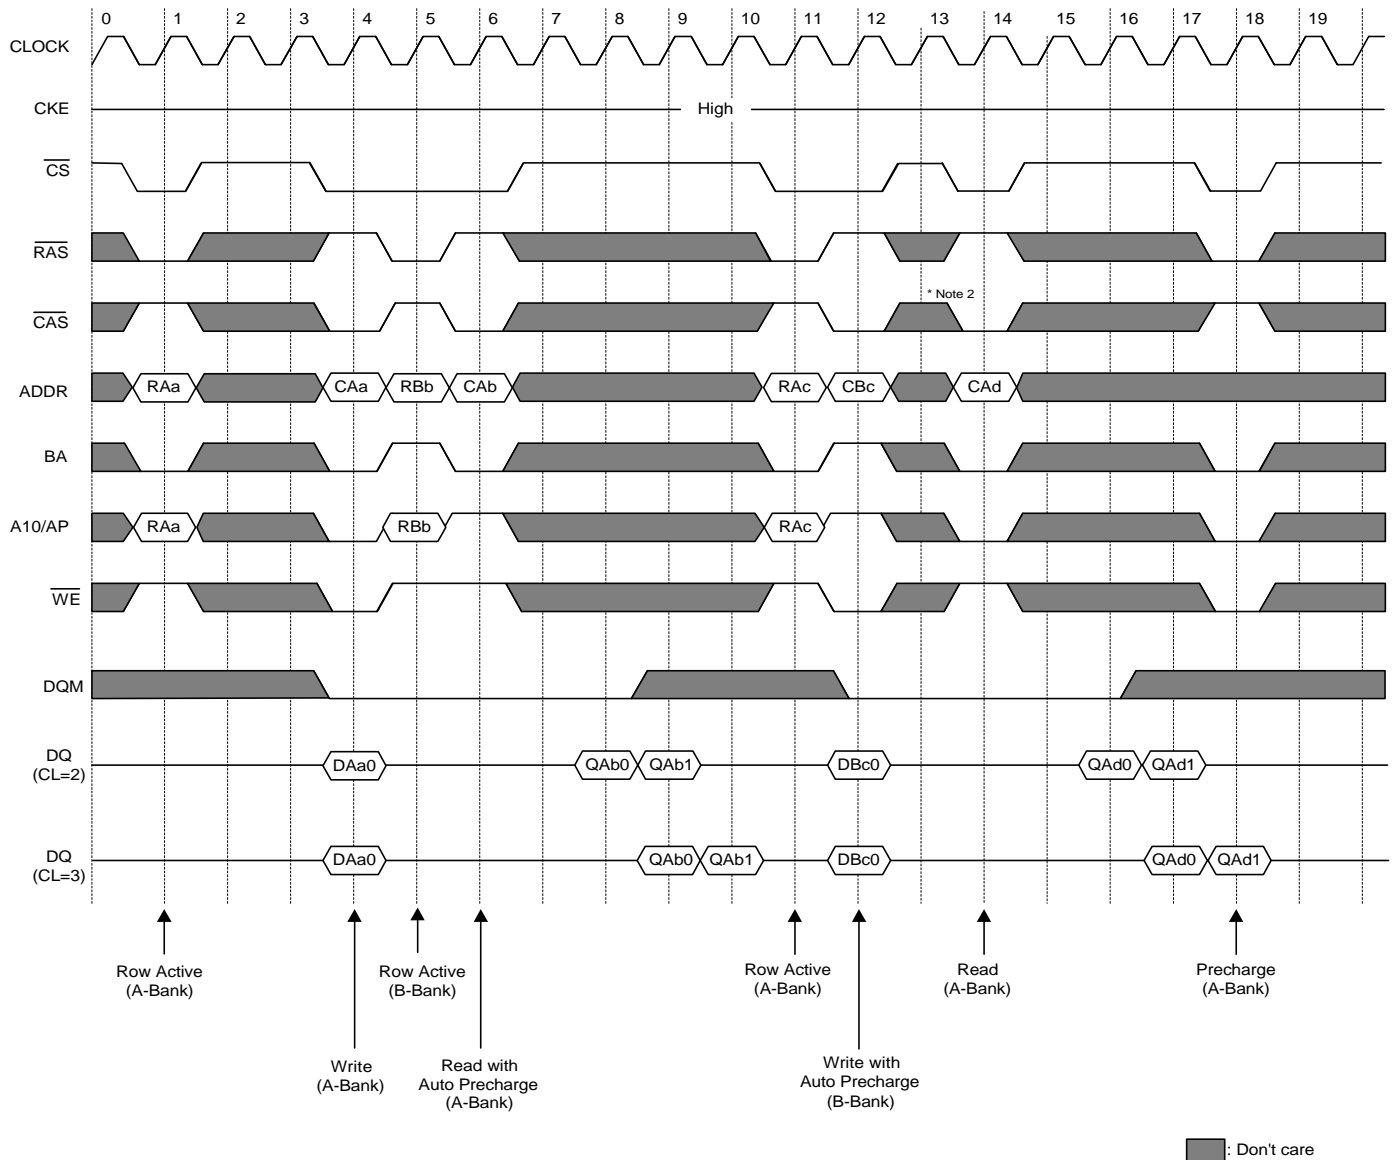 0 1 2 3 4 5 6 7 8 9 10 11 12 13 14 15 16 17 18 19
CLOCK
CKE High
CS
RAS
CAS * Note 2
ADDR RAa CAa RBb CAb RAc CBc CAd
BA
A10/AP RAa RBb RAc
WE
DQM
DQ
(CL=2) DAa0 QAb0 QAb1 DBc0 QAd0 QAd1
DQ
(CL=3) DAa0 QAb0 QAb1 DBc0 QAd0 QAd1
Row Active
(A-Bank)
Row Active
(B-Bank)
Row Active
(A-Bank)
Read
(A-Bank)
Precharge
(A-Bank)
Write
(A-Bank)
Read with
Auto Precharge
(A-Bank)
Write with
Auto Precharge
(B-Bank)
: Don't care